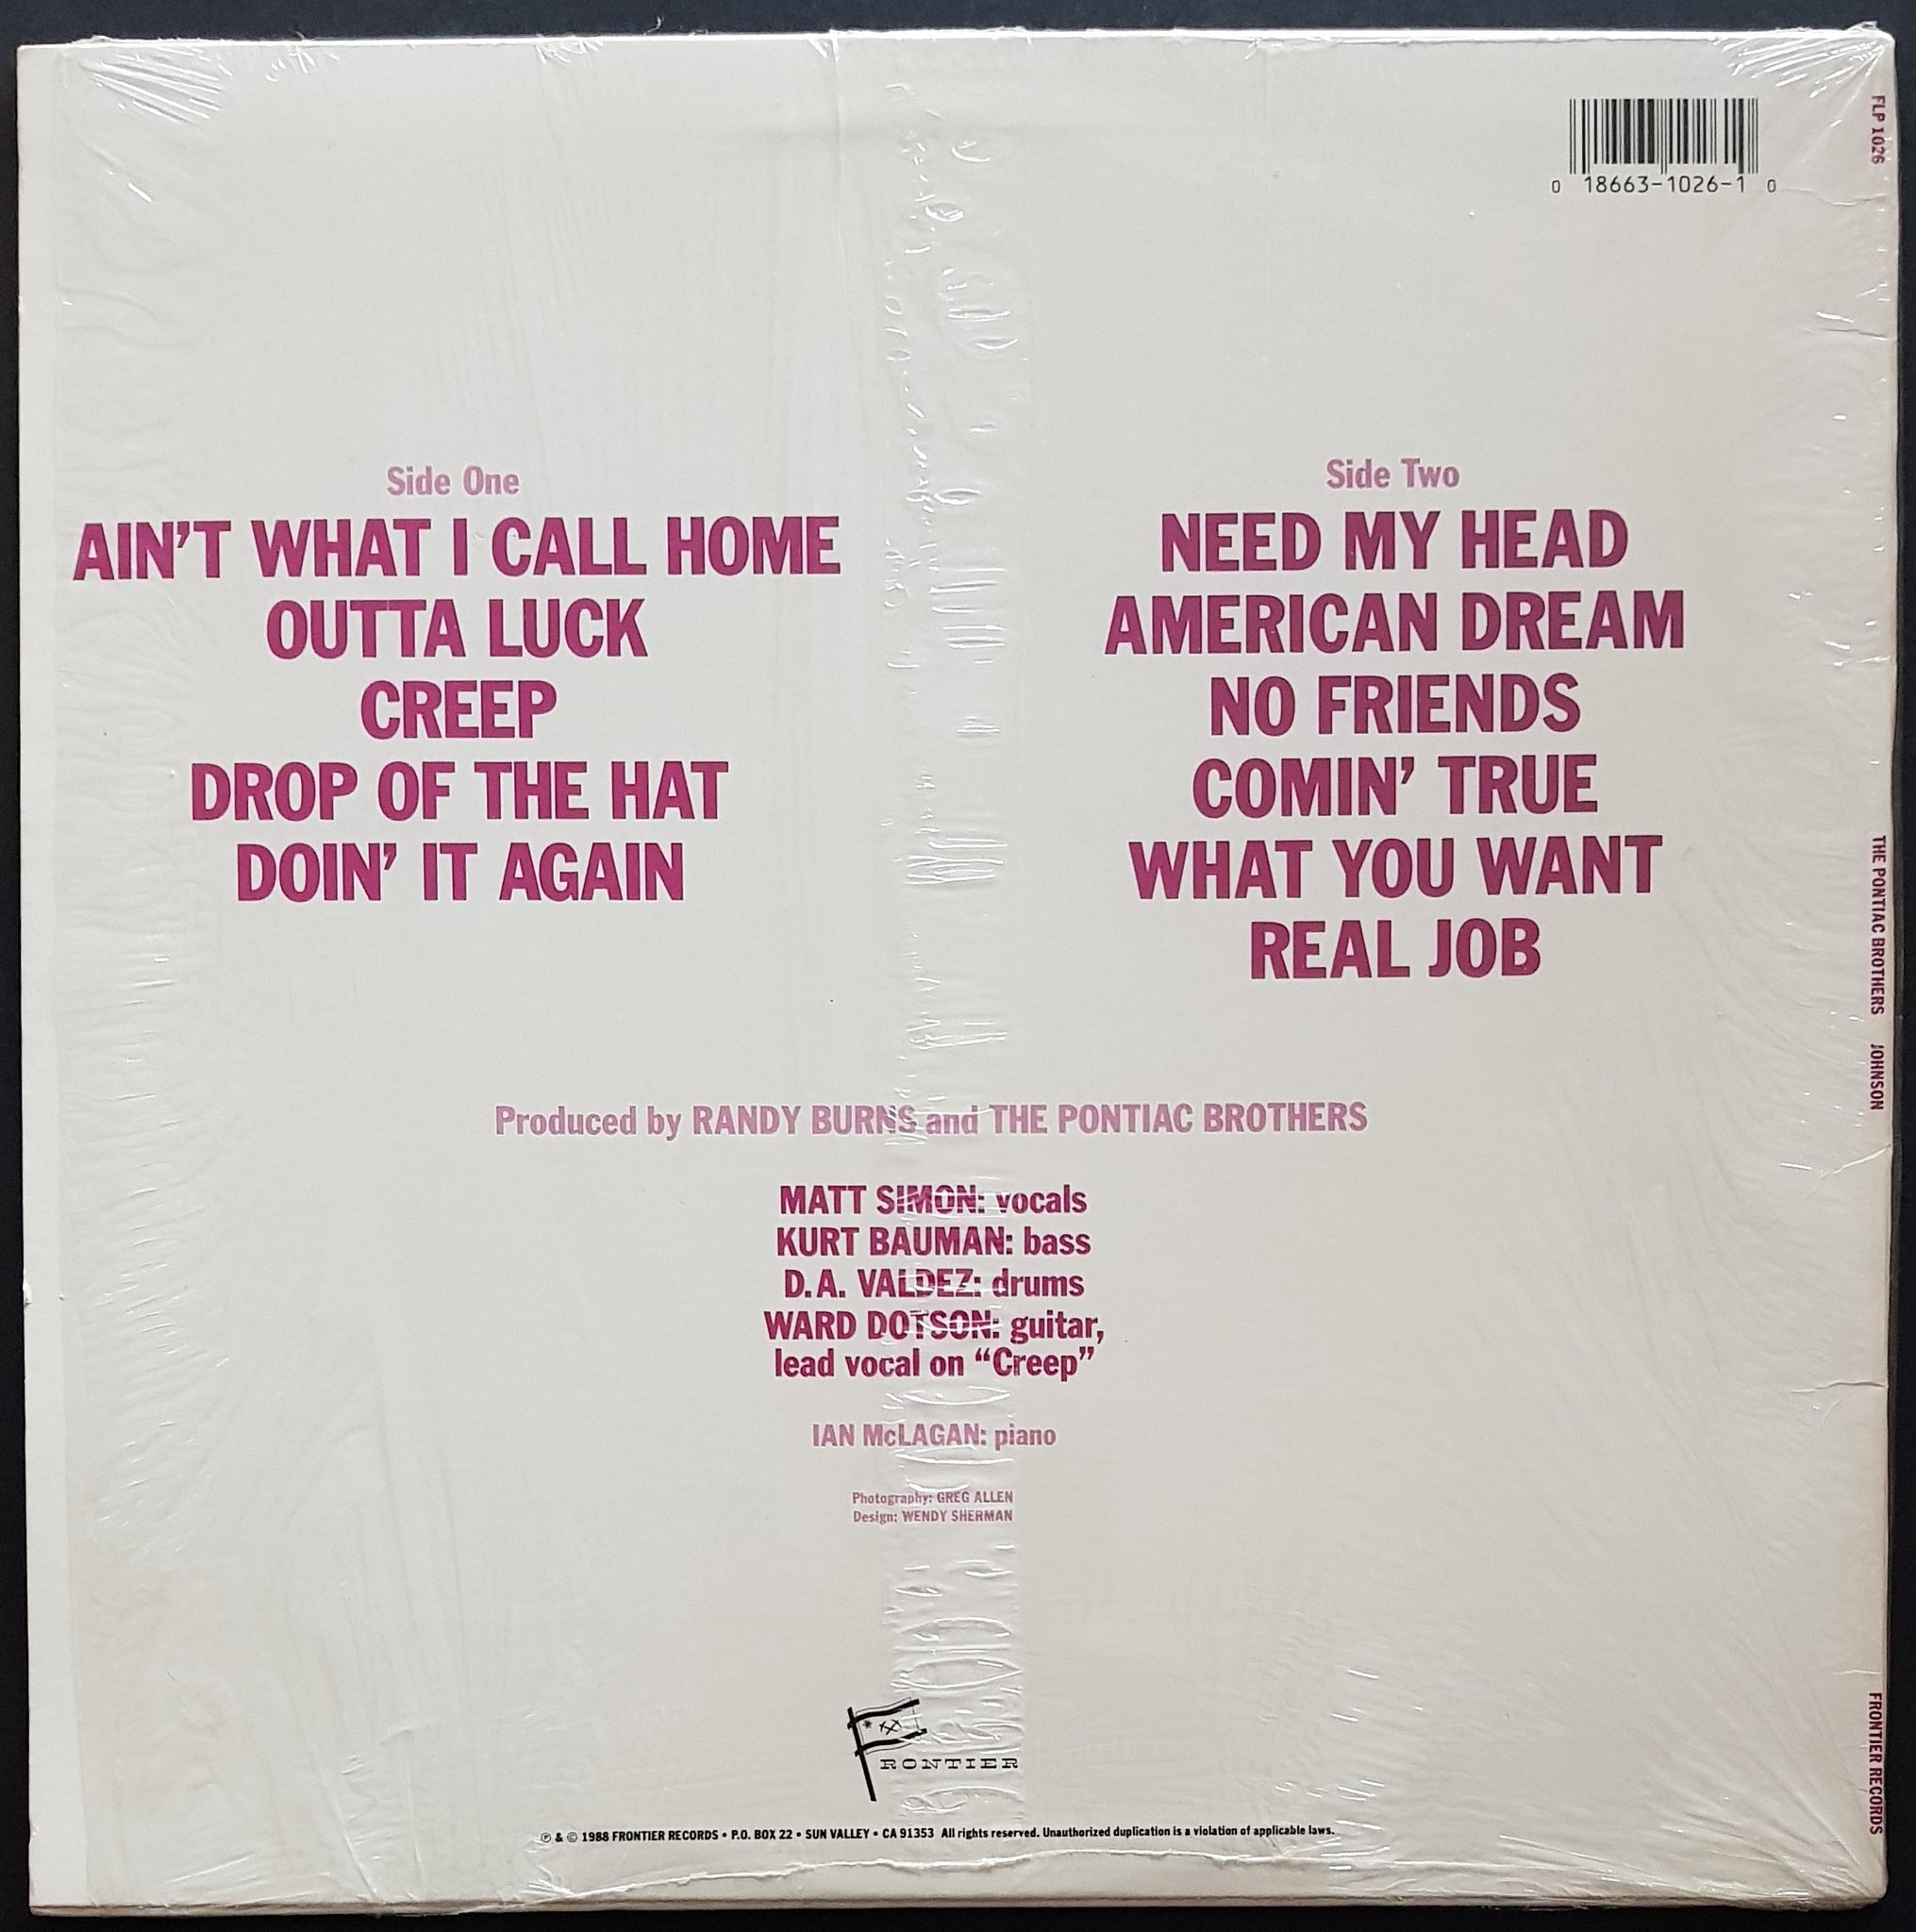 0 18663-1026-1 0
FLP 1026
Side One
AIN'T WHAT I CALL HOME
OUTTA LUCK
CREEP
DROP OF THE HAT
DOIN' IT AGAIN
Side Two
NEED MY HEAD
AMERICAN DREAM
NO FRIENDS
COMIN' TRUE
WHAT YOU WANT
REAL JOB
THE PONTIAC BROTHERS JOHNSON
Produced by RANDY BURNS and THE PONTIAC BROTHERS
MATT SIMON: vocals
KURT BAUMAN: bass
D.A. VALDEZ: drums
WARD DOTSON: guitar,
lead vocal on “Creep”
IAN McLAGAN: piano
Photography: GREG ALLEN
Design: WENDY SHERMAN
FRONTIER
FRONTIER RECORDS
℗ & © 1988 FRONTIER RECORDS • P.O. BOX 22 • SUN VALLEY • CA 91353 All rights reserved. Unauthorized duplication is a violation of applicable laws.